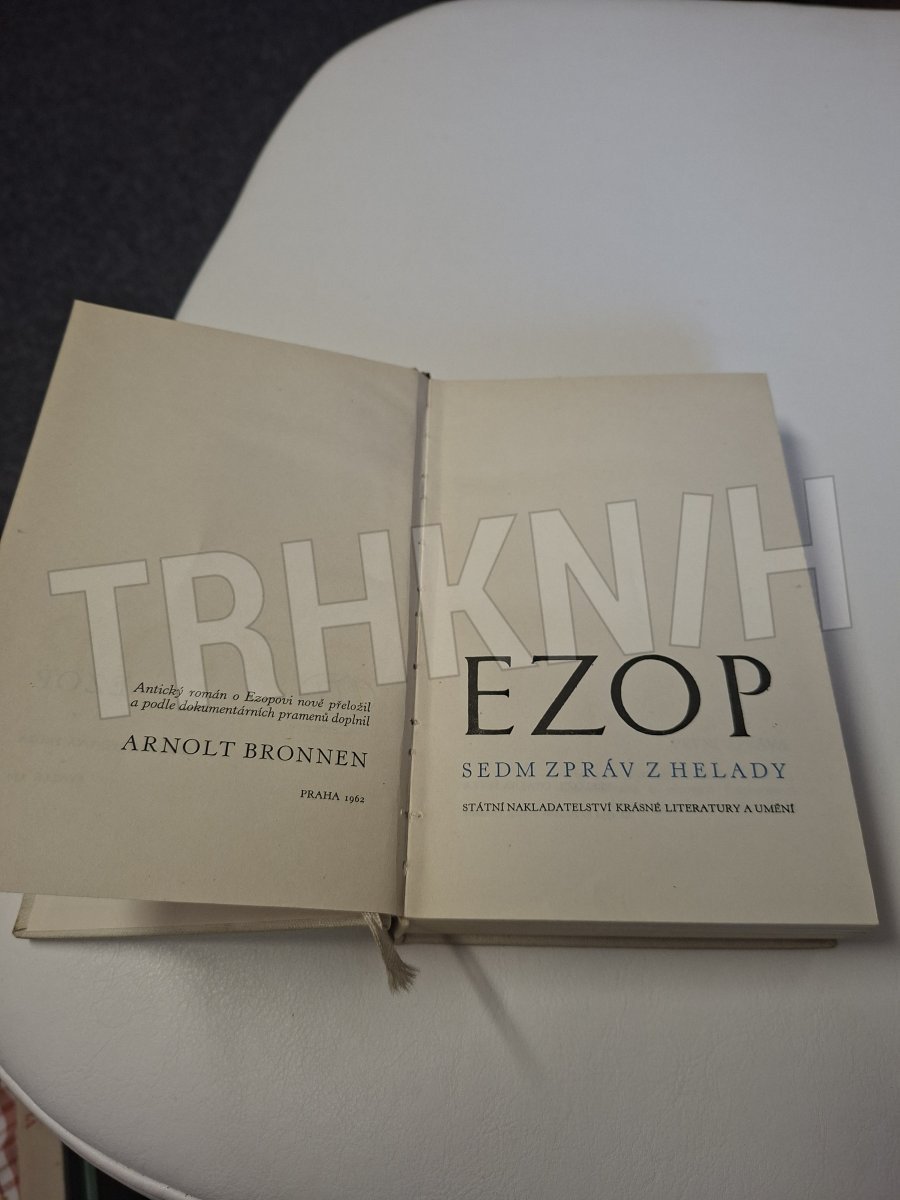 Antický román o Ezopovi nově přeložil
a podle dokumentárních pramenů doplnil
ARNOLT BRONNEN
PRAHA 1962
EZOP
SEDM ZPRÁV Z HELADY
STÁTNÍ NAKLADATELSTVÍ KRÁSNÉ LITERATURY A UMĚNÍ
TRHKNIH